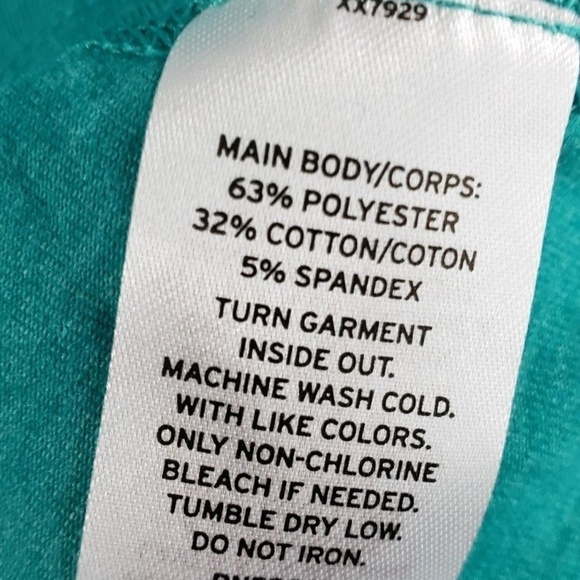 XX7929
MAIN BODY/CORPS:
63% POLYESTER
32% COTTON/COTON
5% SPANDEX
TURN GARMENT
INSIDE OUT.
MACHINE WASH COLD.
WITH LIKE COLORS.
ONLY NON-CHLORINE
BLEACH IF NEEDED.
TUMBLE DRY LOW.
DO NOT IRON.